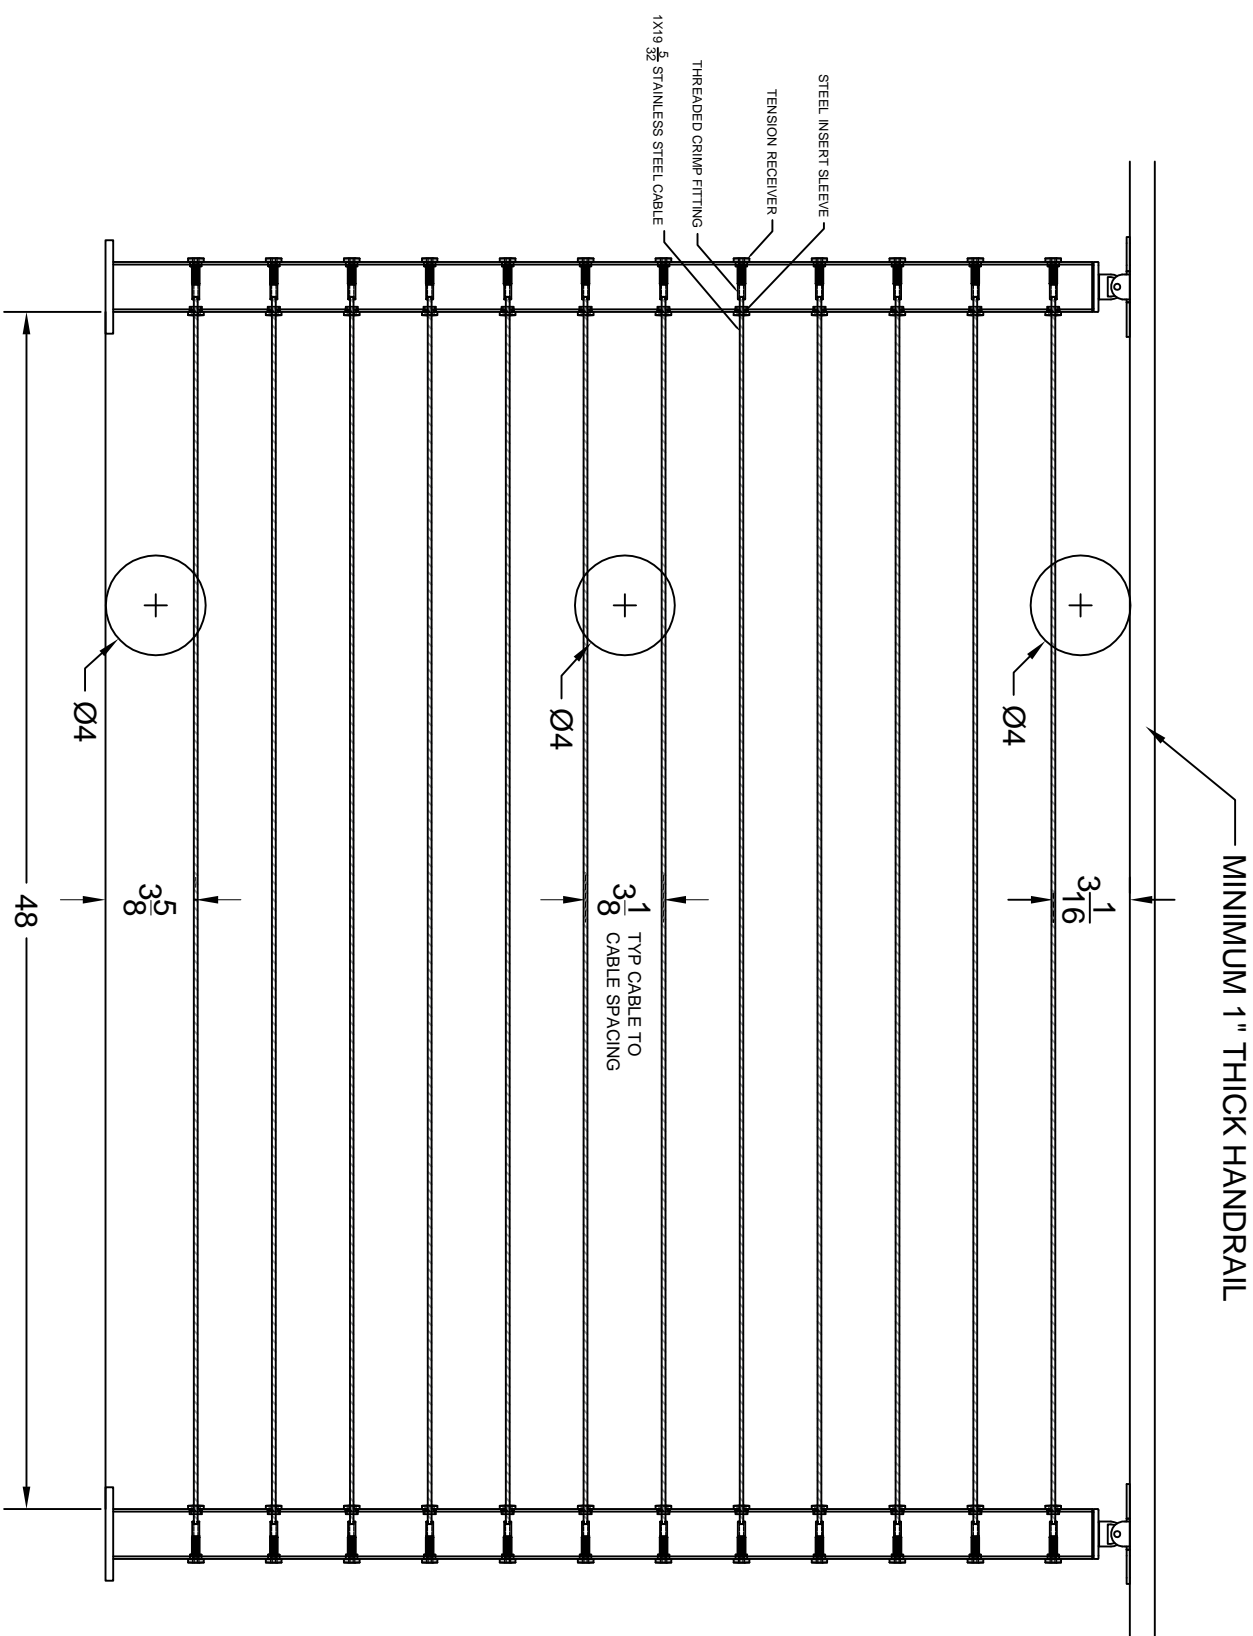 MINIMUM 1" THICK HANDRAIL
STEEL INSERT SLEEVE
TENSION RECEIVER
THREADED CRIMP FITTING
1X19 5/32 STAINLESS STEEL CABLE
Ø4
3 1/16
Ø4
3 1/8
TYP CABLE TO
CABLE SPACING
Ø4
3 5/8
48